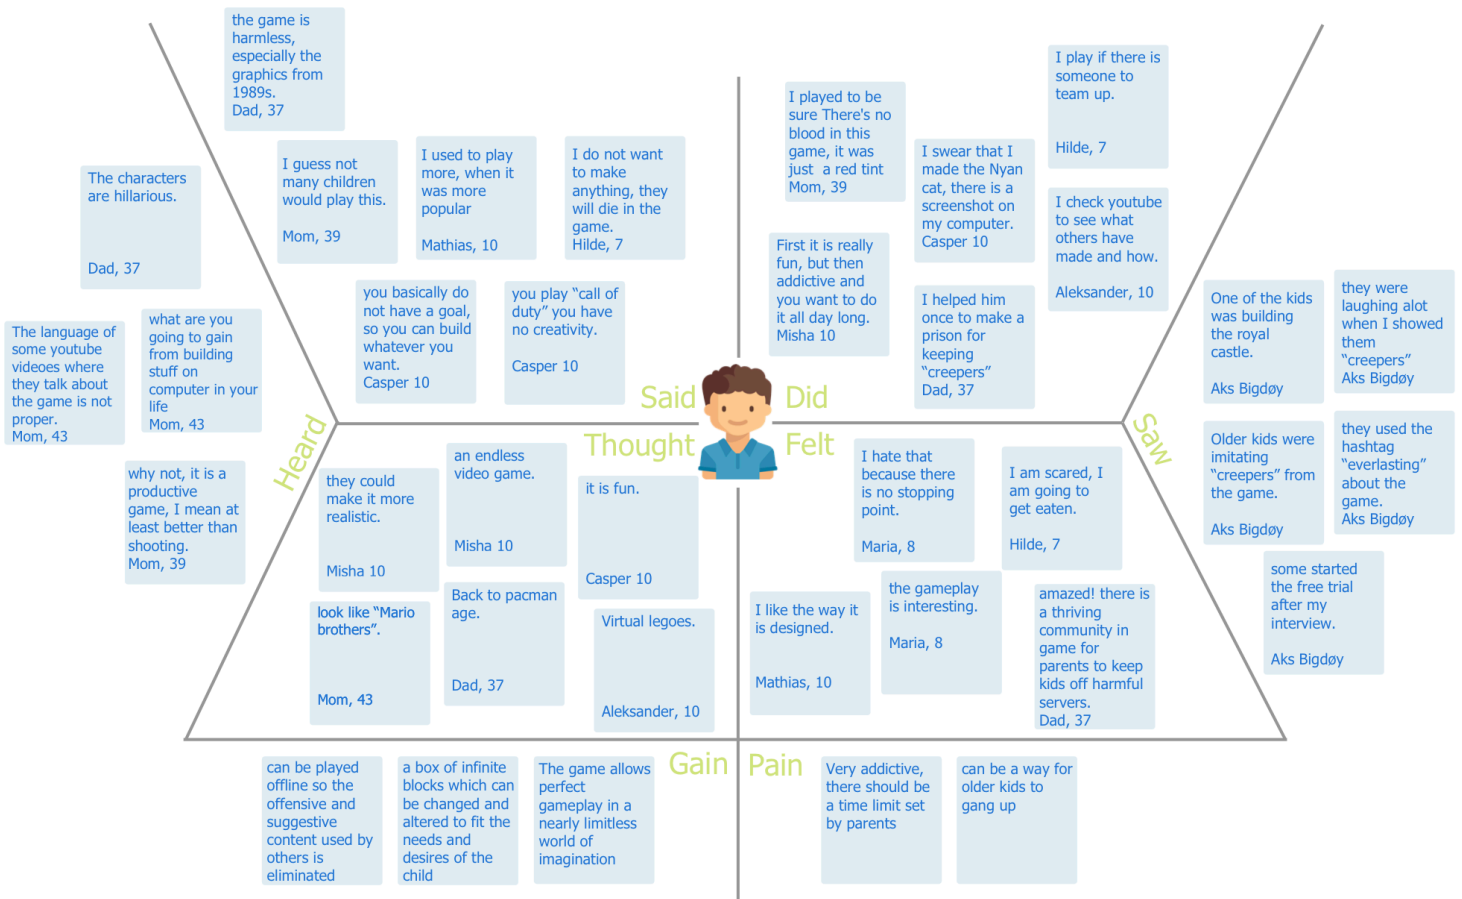 the game is
harmless,
especially the
graphics from
1989s.
Dad, 37
The characters
are hillarious.
Dad, 37
I guess not
many children
would play this.
Mom, 39
I used to play
more, when it
was more
popular
Mathias, 10
I do not want
to make
anything, they
will die in the
game.
Hilde, 7
you basically do
not have a goal,
so you can build
whatever you
want.
Casper 10
you play “call of
duty” you have
no creativity.
Casper 10
The language of
some youtube
videoes where
they talk about
the game is not
proper.
Mom, 43
what are you
going to gain
from building
stuff on
computer in your
life
Mom, 43
why not, it is a
productive
game, I mean at
least better than
shooting.
Mom, 39
Heard
Said
Did
Thought
Felt
Saw
I played to be
sure There's no
blood in this
game, it was
just a red tint
Mom, 39
I swear that I
made the Nyan
cat, there is a
screenshot on
my computer.
Casper 10
I play if there is
someone to
team up.
Hilde, 7
I check youtube
to see what
others have
made and how.
Aleksander, 10
First it is really
fun, but then
addictive and
you want to do
it all day long.
Misha 10
I helped him
once to make a
prison for
keeping
“creepers”
Dad, 37
One of the kids
was building
the royal
castle.
Aks Bigdøy
they were
laughing alot
when I showed
them
“creepers”
Aks Bigdøy
Older kids were
imitating
“creepers” from
the game.
Aks Bigdøy
they used the
hashtag
“everlasting”
about the
game.
Aks Bigdøy
some started
the free trial
after my
interview.
Aks Bigdøy
they could
make it more
realistic.
Misha 10
an endless
video game.
Misha 10
it is fun.
Casper 10
look like “Mario
brothers”.
Mom, 43
Back to pacman
age.
Dad, 37
Virtual legoes.
Aleksander, 10
I hate that
because there
is no stopping
point.
Maria, 8
I am scared, I
am going to
get eaten.
Hilde, 7
I like the way it
is designed.
Mathias, 10
the gameplay
is interesting.
Maria, 8
amazed! there is
a thriving
community in
game for
parents to keep
kids off harmful
servers.
Dad, 37
Gain
Pain
can be played
offline so the
offensive and
suggestive
content used by
others is
eliminated
a box of infinite
blocks which can
be changed and
altered to fit the
needs and
desires of the
child
The game allows
perfect
gameplay in a
nearly limitless
world of
imagination
Very addictive,
there should be
a time limit set
by parents
can be a way for
older kids to
gang up